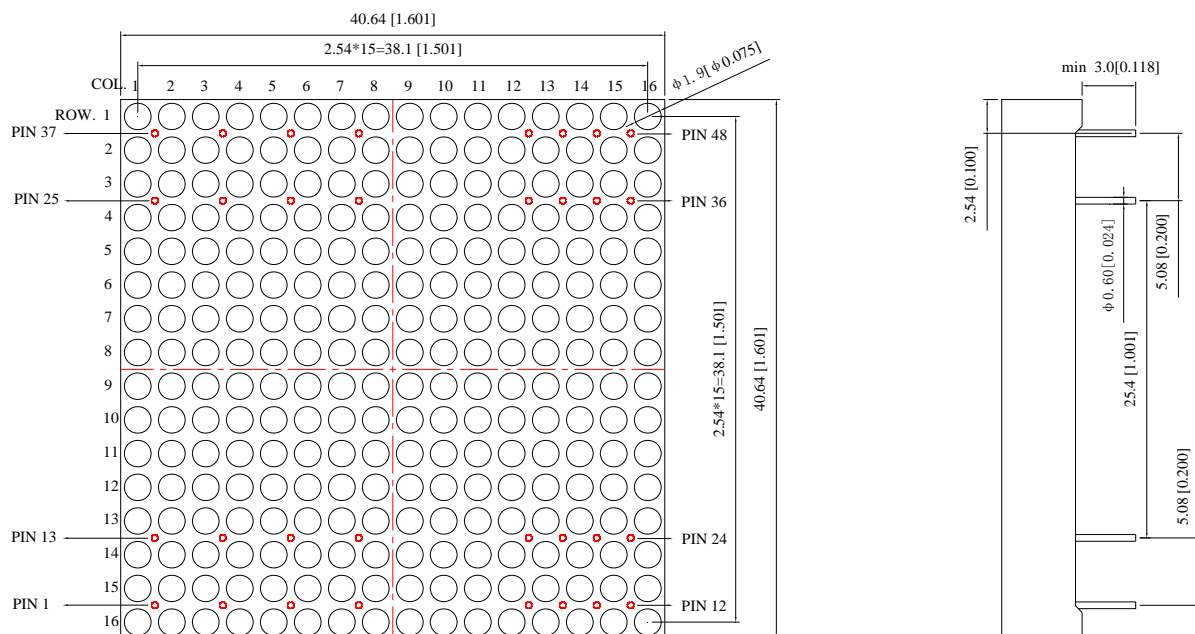 40.64 [1.601]
2.54*15=38.1 [1.501]
φ1.9[φ0.075]
min 3.0[0.118]
COL. 1 2 3 4 5 6 7 8 9 10 11 12 13 14 15 16
ROW. 1
PIN 37
PIN 48
2
3
PIN 25
PIN 36
4
5
6
7
8
9
10
11
12
13
PIN 13
PIN 24
14
15
PIN 1
PIN 12
16
2.54*15=38.1 [1.501]
40.64 [1.601]
2.54 [0.100]
φ0.60[0.024]
5.08 [0.200]
25.4 [1.001]
5.08 [0.200]